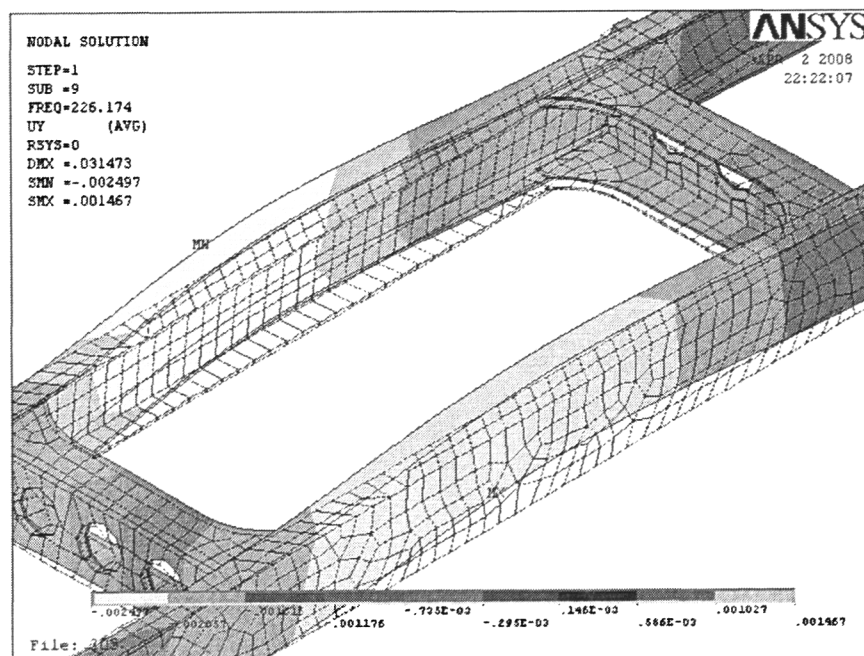 NODAL SOLUTION
STEP=1
SUB =9
FREQ=226.174
UY (AVG)
RSYS=0
DMX =.031473
SMN =-.002497
SMX =.001467
ANSYS
2 2008
22:22:07
MN
-.735E-03 .146E-03 .001027
-.001176 -.295E-03 .586E-03 .001467
File: